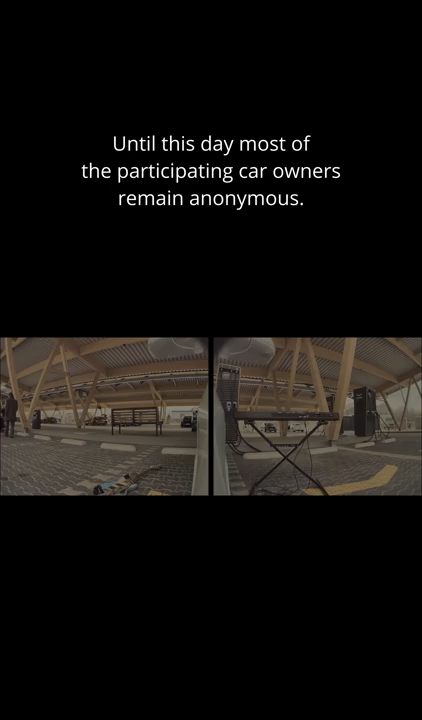 Until this day most of
the participating car owners
remain anonymous.